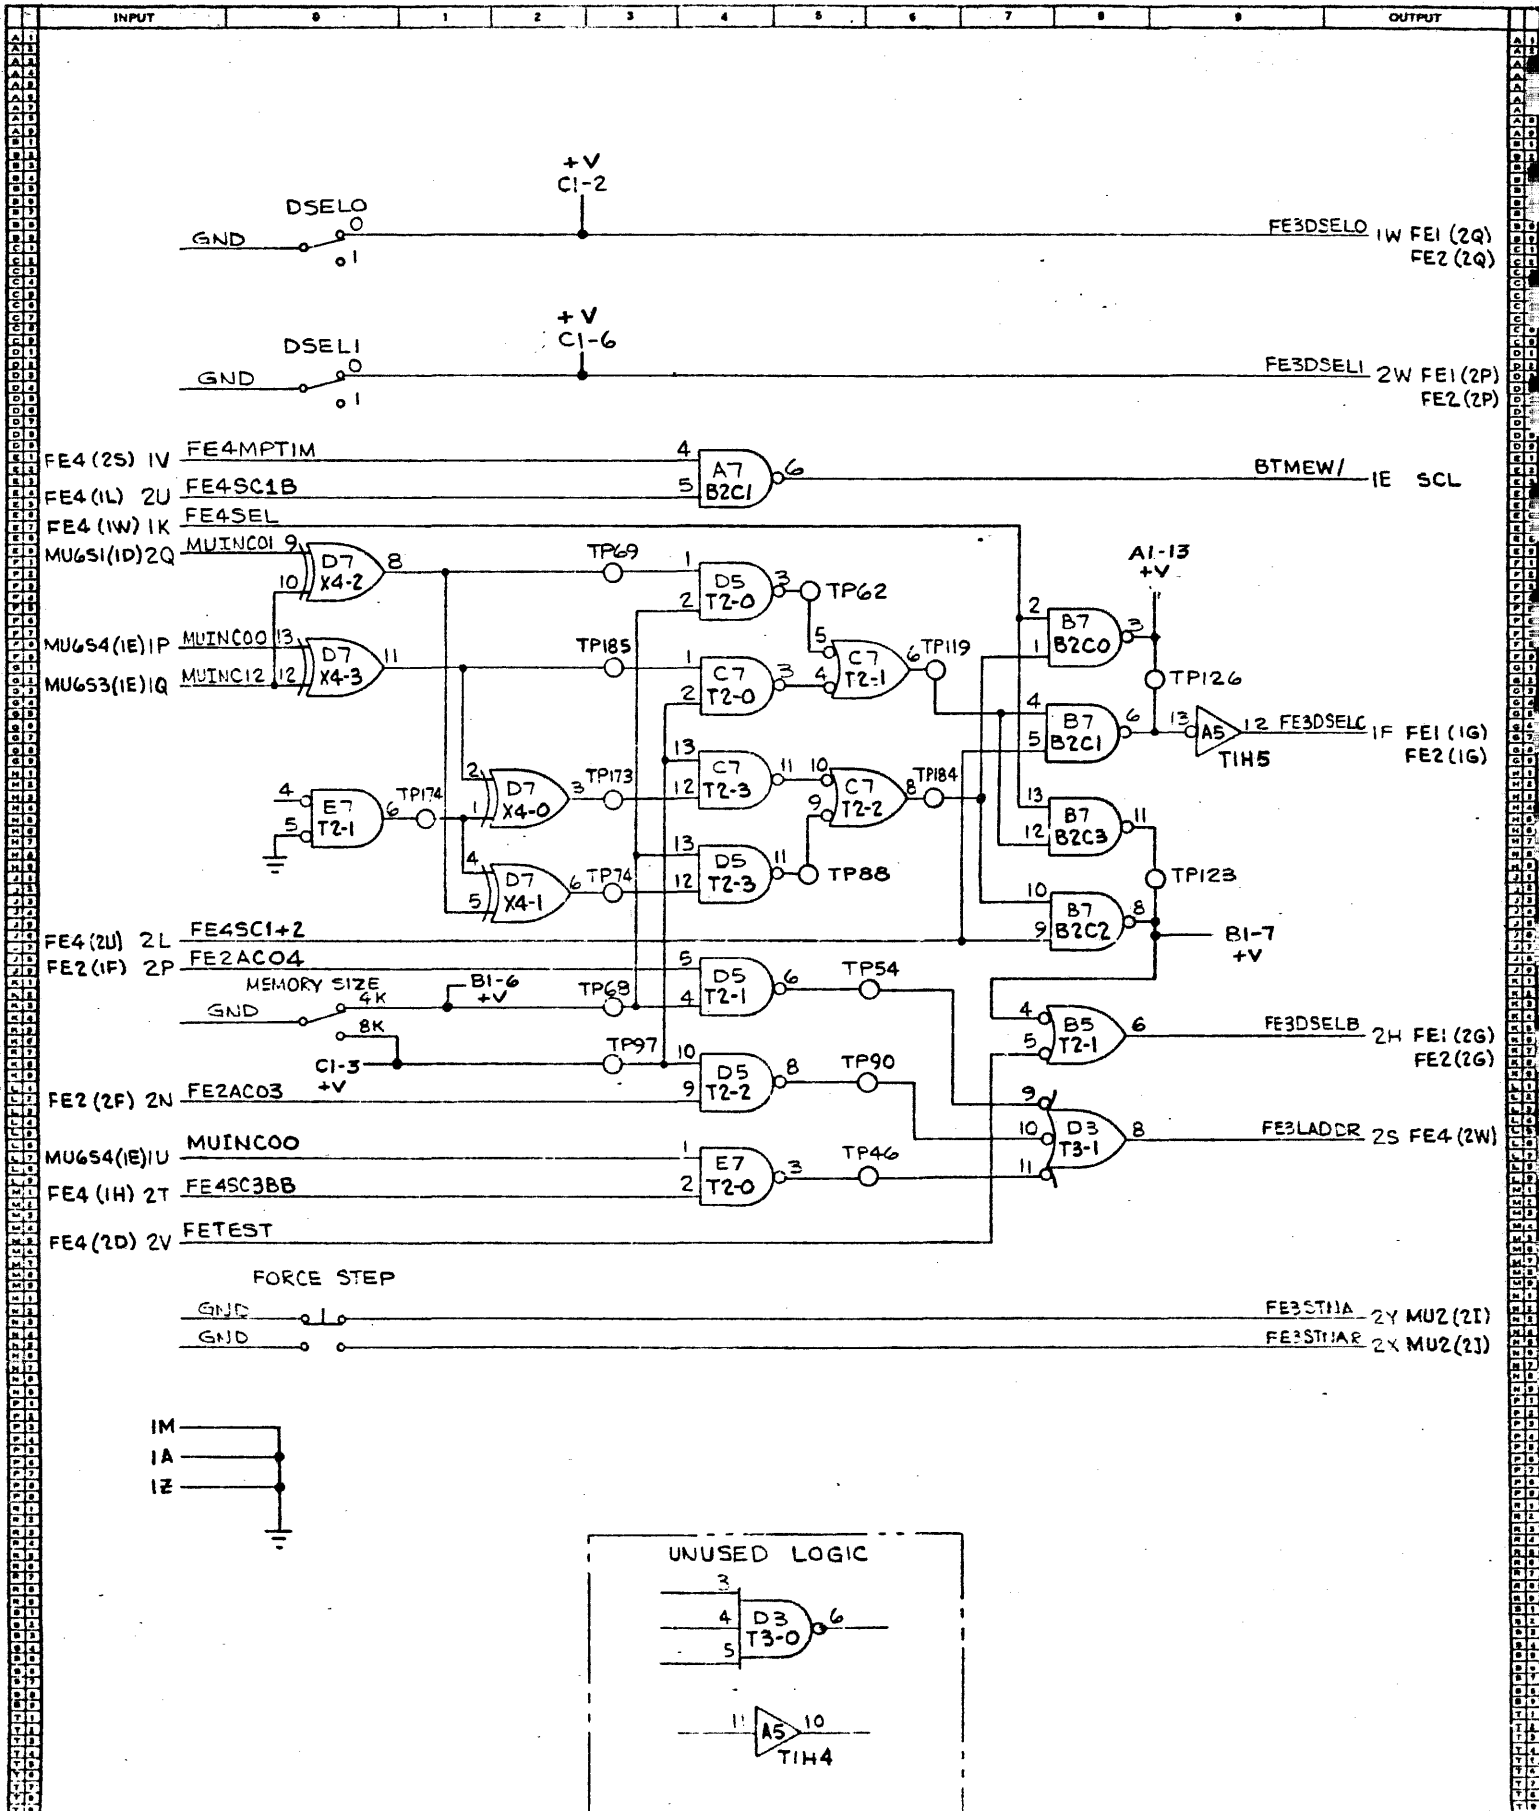 INPUT 0 1 2 3 4 5 6 7 8 9 OUTPUT
+V
C1-2
DSEL0
0
GND
1
FE3DSEL0 1W FE1 (2Q)
FE2 (2Q)
+V
C1-6
DSEL1
0
GND
1
FE3DSEL1 2W FE1 (2P)
FE2 (2P)
FE4 (2S) 1V FE4MPTIM 4
A7
B2C1
6
BTMEW/ 1E SCL
FE4 (1L) 2U FE4SC1B 5
FE4 (1W) 1K FE4SEL
MU6S1(1D) 2Q MUINC01 9
10
D7
X4-2
8
TP69
1
2
D5
T2-0
3
TP62
A1-13
+V
2
1
B7
B2C0
3
MU6S4(1E) 1P MUINC00 13
MU6S3(1E) 1Q MUINC12 12
D7
X4-3
11
TP185
1
2
C7
T2-0
3
5
4
C7
T2-1
6
TP119
TP126
4
5
B7
B2C1
6
13
A5
12
T1H5
FE3DSELC 1F FE1 (1G)
FE2 (1G)
4
5
E7
T2-1
6
TP174
2
1
D7
X4-0
3
TP173
13
12
C7
T2-3
11
10
9
C7
T2-2
8
TP184
13
12
B7
B2C3
11
4
5
D7
X4-1
6
TP74
13
12
D5
T2-3
11
TP88
TP123
10
9
B7
B2C2
8
B1-7
+V
FE4 (2U) 2L FE4SC1+2
FE2 (1F) 2P FE2AC04 5
MEMORY SIZE
4K
GND
8K
B1-6
+V
TP68
4
D5
T2-1
6
TP54
4
5
B5
T2-1
6
FE3DSELB 2H FE1 (2G)
FE2 (2G)
C1-3
+V
TP97
10
9
D5
T2-2
8
TP90
FE2 (2F) 2N FE2AC03
9
10
11
D3
T3-1
8
FE3LADDR 2S FE4 (2W)
MU6S4(1E) 1U MUINC00 1
FE4 (1H) 2T FE4SC3BB 2
E7
T2-0
3
TP46
FE4 (2D) 2V FETEST
FORCE STEP
GND
GND
2Y MU2 (2I)
2X MU2 (2J)
1M
1A
1Z
UNUSED LOGIC
3
4
5
D3
T3-0
6
11
A5
10
T1H4